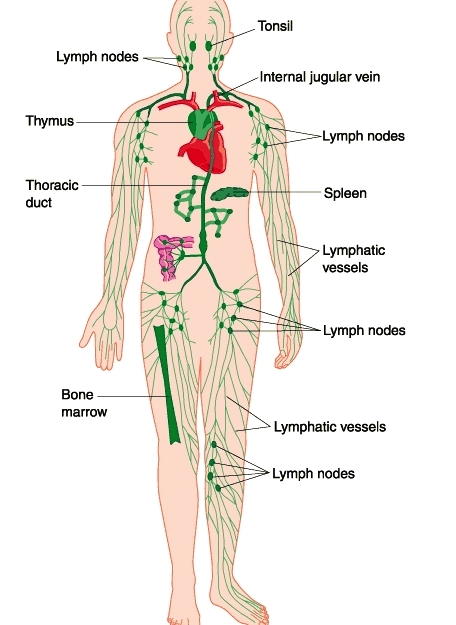 Tonsil
Lymph nodes
Internal jugular vein
Thymus
Lymph nodes
Thoracic
duct
Spleen
Lymphatic
vessels
Lymph nodes
Bone
marrow
Lymphatic vessels
Lymph nodes